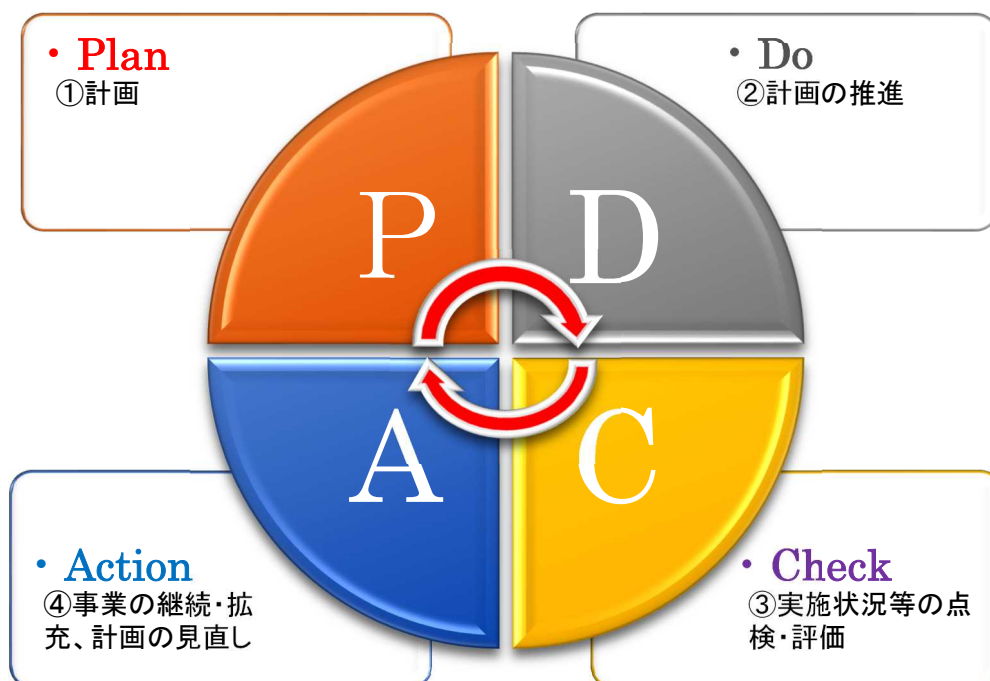 ・Plan
①計画
・Do
②計画の推進
P
D
A
C
・Action
④事業の継続・拡
充、計画の見直し
・Check
③実施状況等の点
検・評価